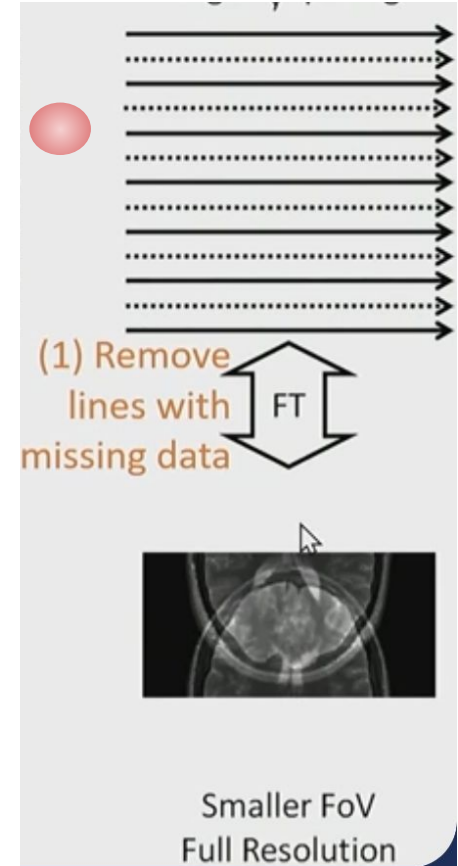 (1) Remove
lines with
missing data
FT
Smaller FoV
Full Resolution